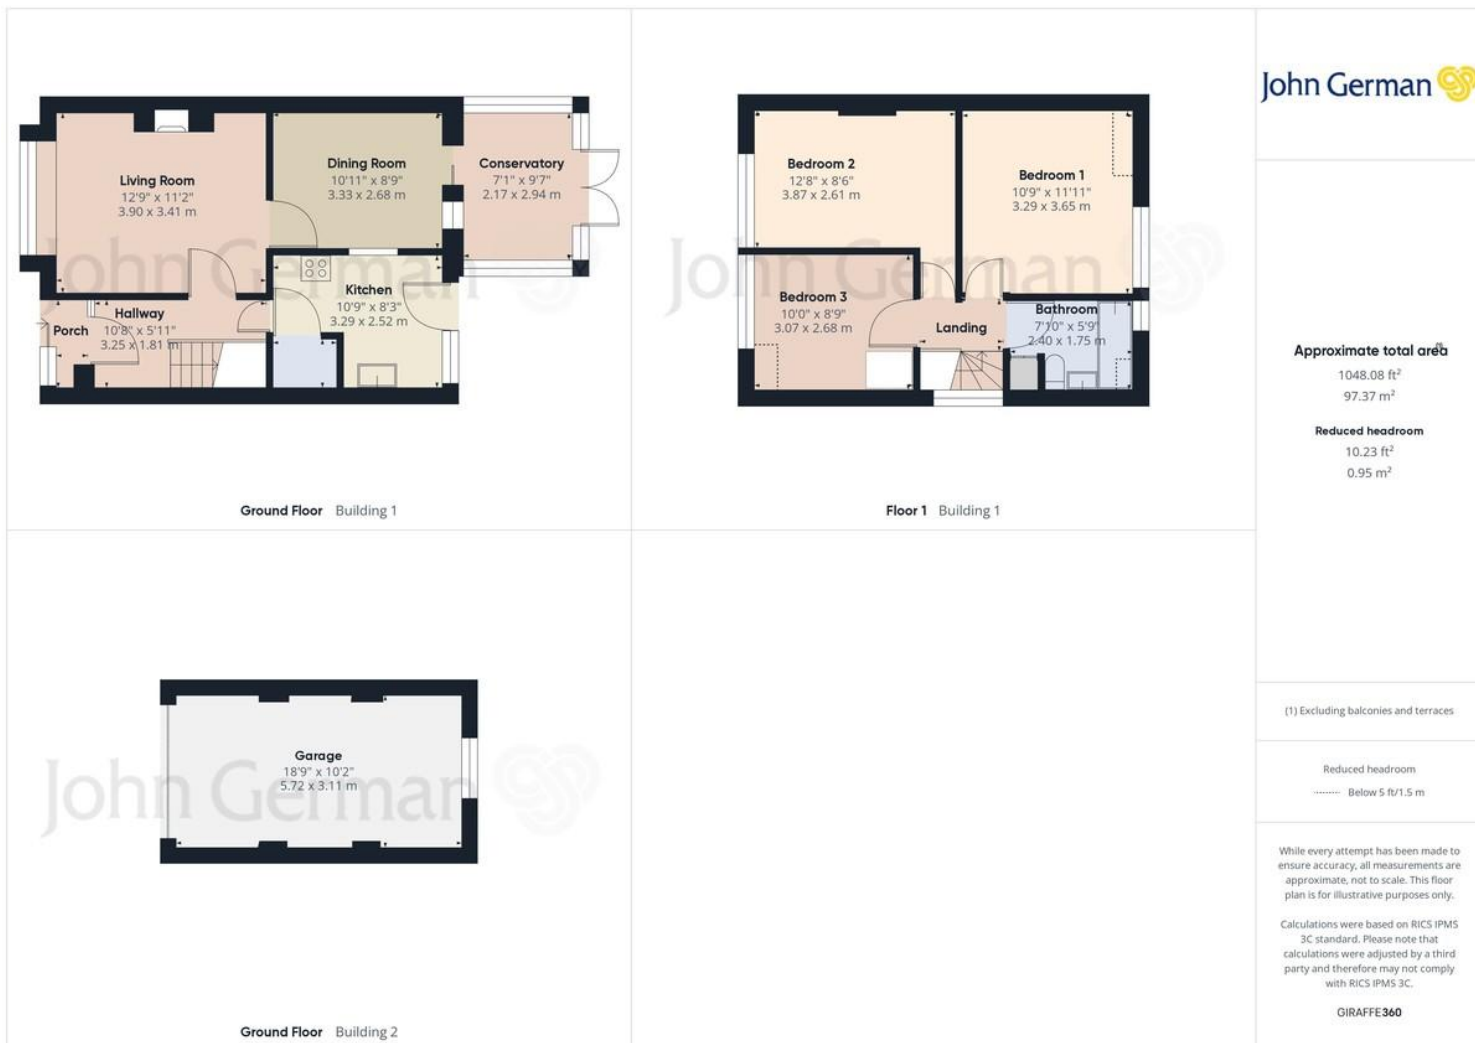 Living Room
12'9" x 11'2"
3.90 x 3.41 m
Dining Room
10'11" x 8'9"
3.33 x 2.68 m
Conservatory
7'1" x 9'7"
2.17 x 2.94 m
Kitchen
10'9" x 8'3"
3.29 x 2.52 m
Porch
Hallway
10'8" x 5'11"
3.25 x 1.81 m
John German
Ground Floor Building 1
Bedroom 2
12'8" x 8'6"
3.87 x 2.61 m
Bedroom 1
10'9" x 11'11"
3.29 x 3.65 m
Bedroom 3
10'0" x 8'9"
3.07 x 2.68 m
Landing
Bathroom
7'10" x 5'9"
2.40 x 1.75 m
John German
Floor 1 Building 1
Garage
18'9" x 10'2"
5.72 x 3.11 m
John German
Ground Floor Building 2
John German
Approximate total area
1048.08 ft²
97.37 m²
Reduced headroom
10.23 ft²
0.95 m²
(1) Excluding balconies and terraces
Reduced headroom
Below 5 ft/1.5 m
While every attempt has been made to
ensure accuracy, all measurements are
approximate, not to scale. This floor
plan is for illustrative purposes only.
Calculations were based on RICS IPMS
3C standard. Please note that
calculations were adjusted by a third
party and therefore may not comply
with RICS IPMS 3C.
GIRAFFE360